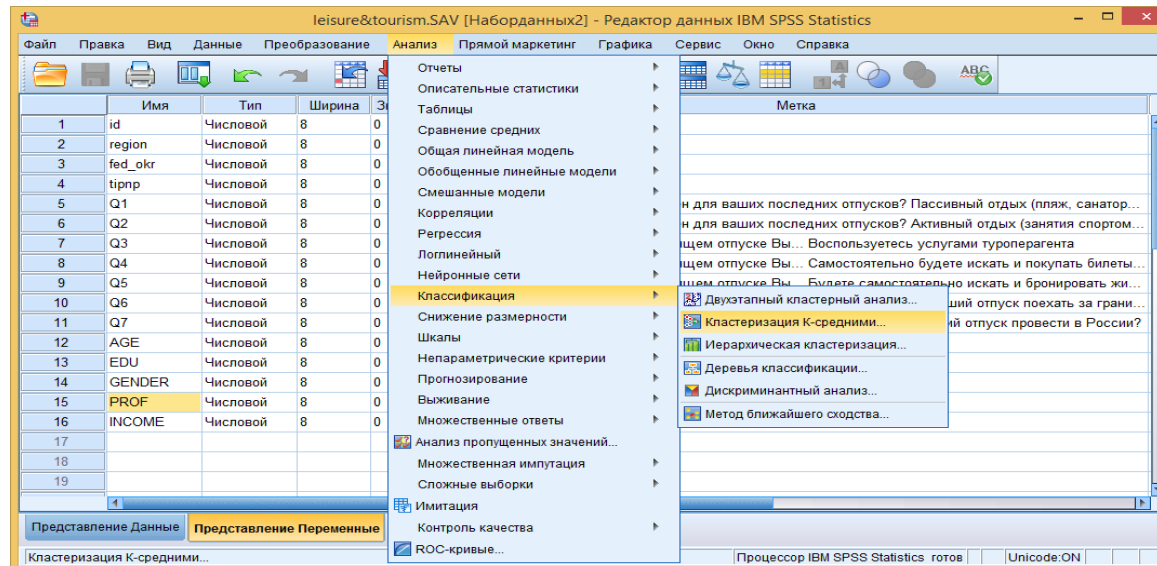 leisure&tourism.SAV [Наборданных2] - Редактор данных IBM SPSS Statistics
Файл Правка Вид Данные Преобразование Анализ Прямой маркетинг Графика Сервис Окно Справка
Имя Тип Ширина Зн Метка
1 id Числовой 8 0
2 region Числовой 8 0
3 fed_okr Числовой 8 0
4 tipnp Числовой 8 0
5 Q1 Числовой 8 0 н для ваших последних отпусков? Пассивный отдых (пляж, санатор...
6 Q2 Числовой 8 0 н для ваших последних отпусков? Активный отдых (занятия спортом...
7 Q3 Числовой 8 0 щем отпуске Вы... Воспользуетесь услугами туроперагента
8 Q4 Числовой 8 0 щем отпуске Вы... Самостоятельно будете искать и покупать билеты...
9 Q5 Числовой 8 0 щем отпуске Вы... Будете самостоятельно искать и бронировать жи...
10 Q6 Числовой 8 0 ший отпуск поехать за грани...
11 Q7 Числовой 8 0 ий отпуск провести в России?
12 AGE Числовой 8 0
13 EDU Числовой 8 0
14 GENDER Числовой 8 0
15 PROF Числовой 8 0
16 INCOME Числовой 8 0
17
18
19
Отчеты
Описательные статистики
Таблицы
Сравнение средних
Общая линейная модель
Обобщенные линейные модели
Смешанные модели
Корреляции
Регрессия
Логлинейный
Нейронные сети
Классификация
Снижение размерности
Шкалы
Непараметрические критерии
Прогнозирование
Выживание
Множественные ответы
Анализ пропущенных значений...
Множественная импутация
Сложные выборки
Имитация
Контроль качества
ROC-кривые...
Двухэтапный кластерный анализ...
Кластеризация К-средними...
Иерархическая кластеризация...
Деревья классификации...
Дискриминантный анализ...
Метод ближайшего сходства...
Представление Данные Представление Переменные
Кластеризация К-средними... Процессор IBM SPSS Statistics готов Unicode:ON